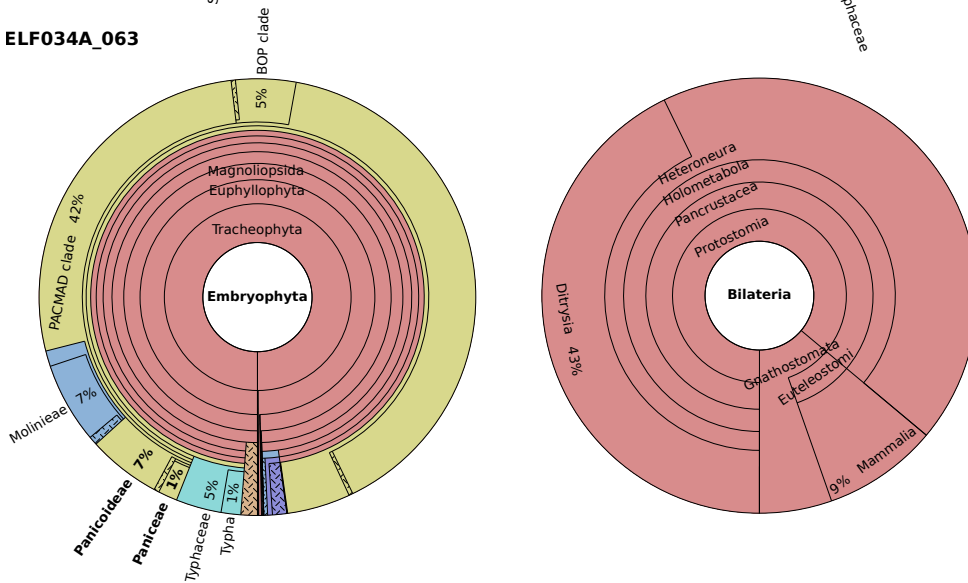 ELF034A_063
BOP clade
5%
Magnoliopsida
Euphyllophyta
Tracheophyta
Embryophyta
PACMAD clade 42%
Molinieae
7%
Panicoideae
7%
Paniceae
1%
Typhaceae
5%
Typha
1%
Heteroneura
Holometabola
Pancrustacea
Protostomia
Bilateria
Ditrysia 43%
Gnathostomata
Euteleostomi
Mammalia
9%